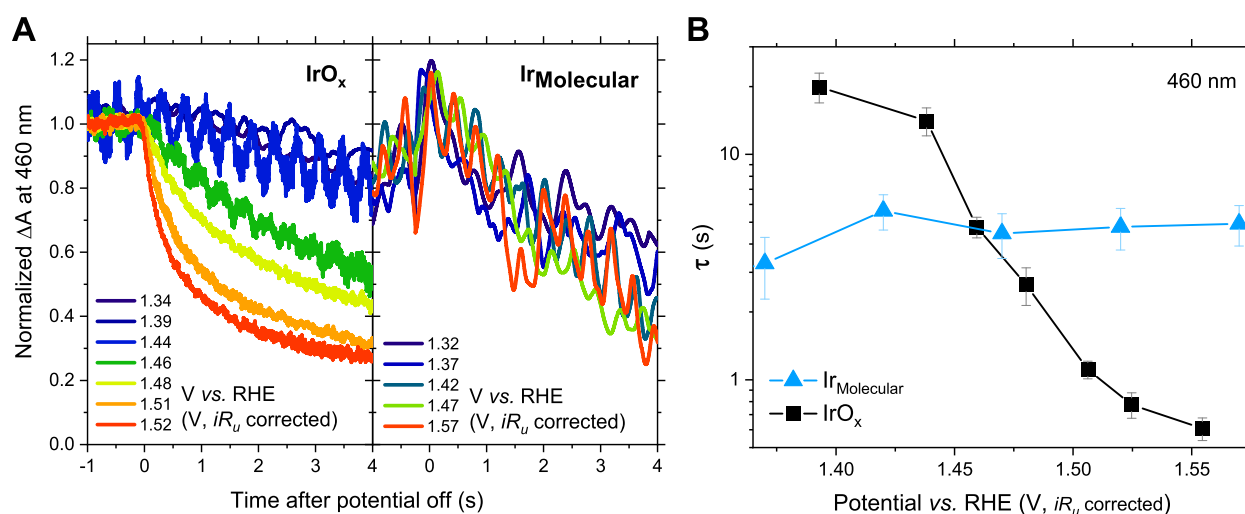 A
B
Normalized ΔA at 460 nm
1.2
1.0
0.8
0.6
0.4
0.2
0.0
IrOx
1.34
1.39
1.44
1.46
1.48
1.51
1.52
V vs. RHE
(V, iRu corrected)
-1 0 1 2 3 4
IrMolecular
1.32
1.37
1.42
1.47
1.57
V vs. RHE
(V, iRu corrected)
0 1 2 3 4
Time after potential off (s)
460 nm
τ (s)
10
1
IrMolecular
IrOx
1.40 1.45 1.50 1.55
Potential vs. RHE (V, iRu corrected)